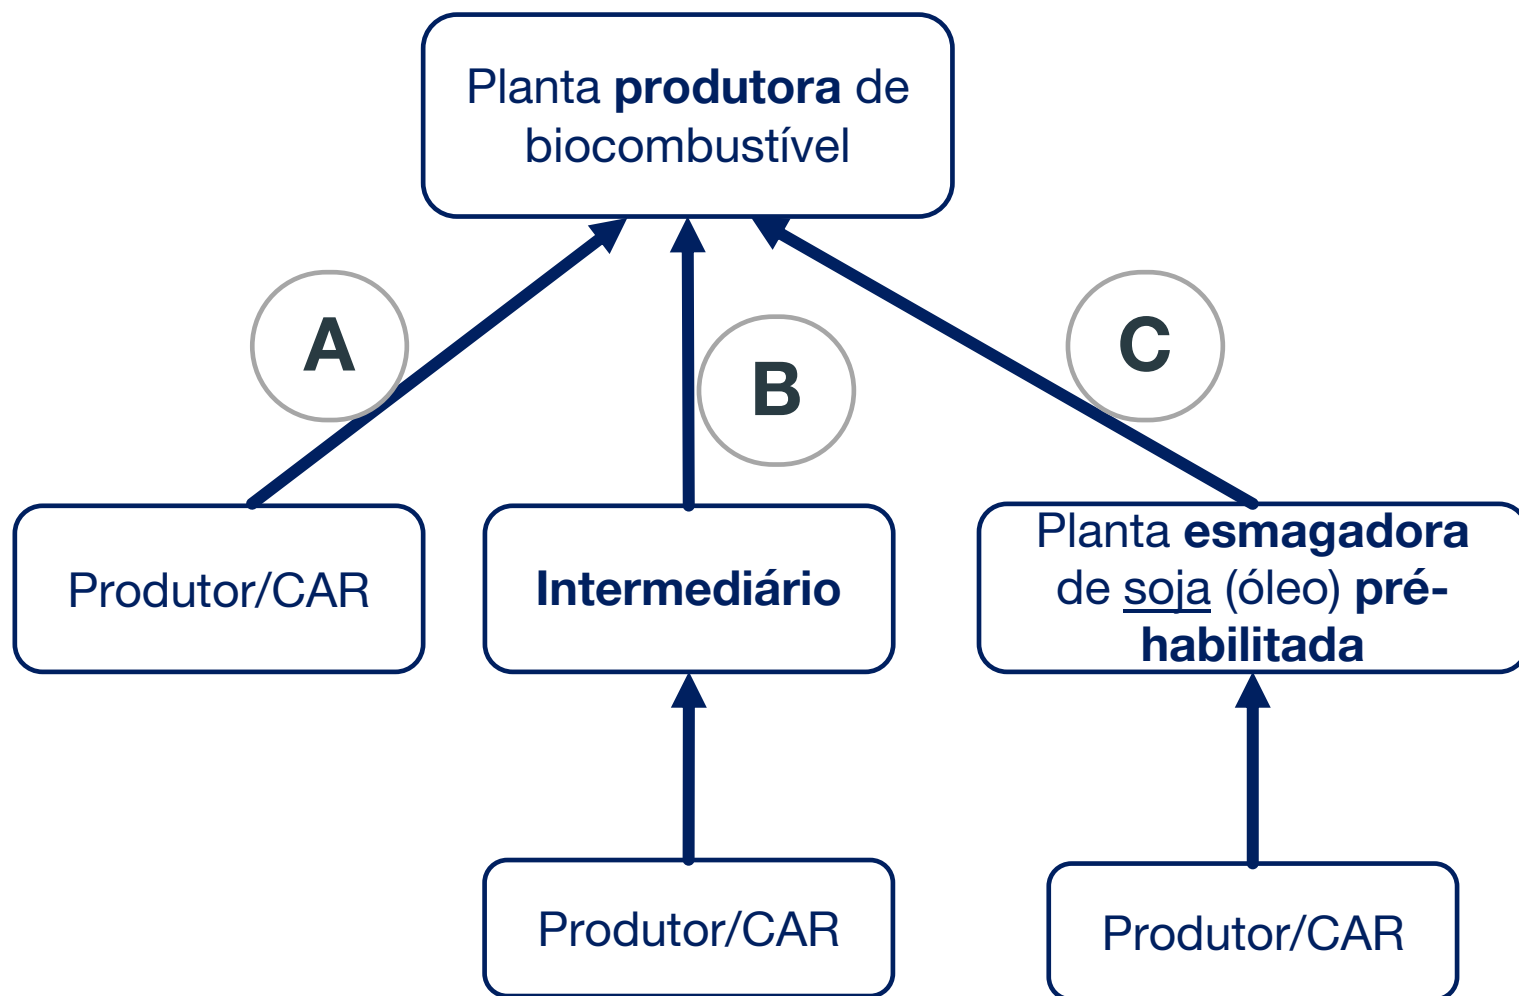 Planta produtora de
biocombustível
A
B
C
Produtor/CAR
Intermediário
Planta esmagadora
de soja (óleo) pré-
habilitada
Produtor/CAR
Produtor/CAR